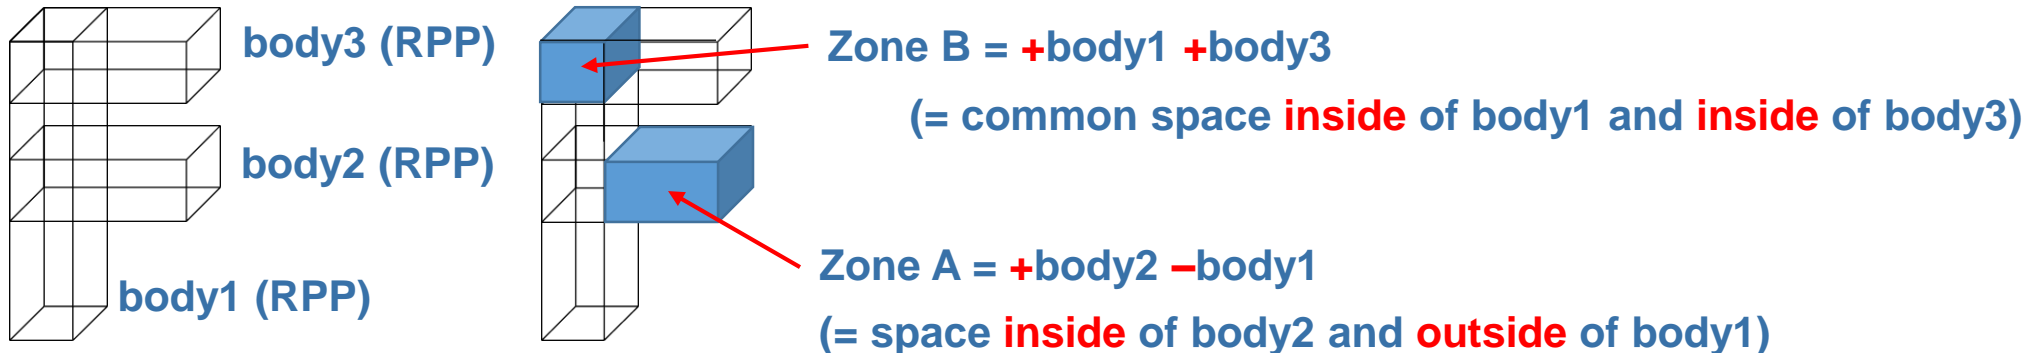 body3 (RPP)
body2 (RPP)
body1 (RPP)
Zone B = +body1 +body3
(= common space inside of body1 and inside of body3)
Zone A = +body2 –body1
(= space inside of body2 and outside of body1)